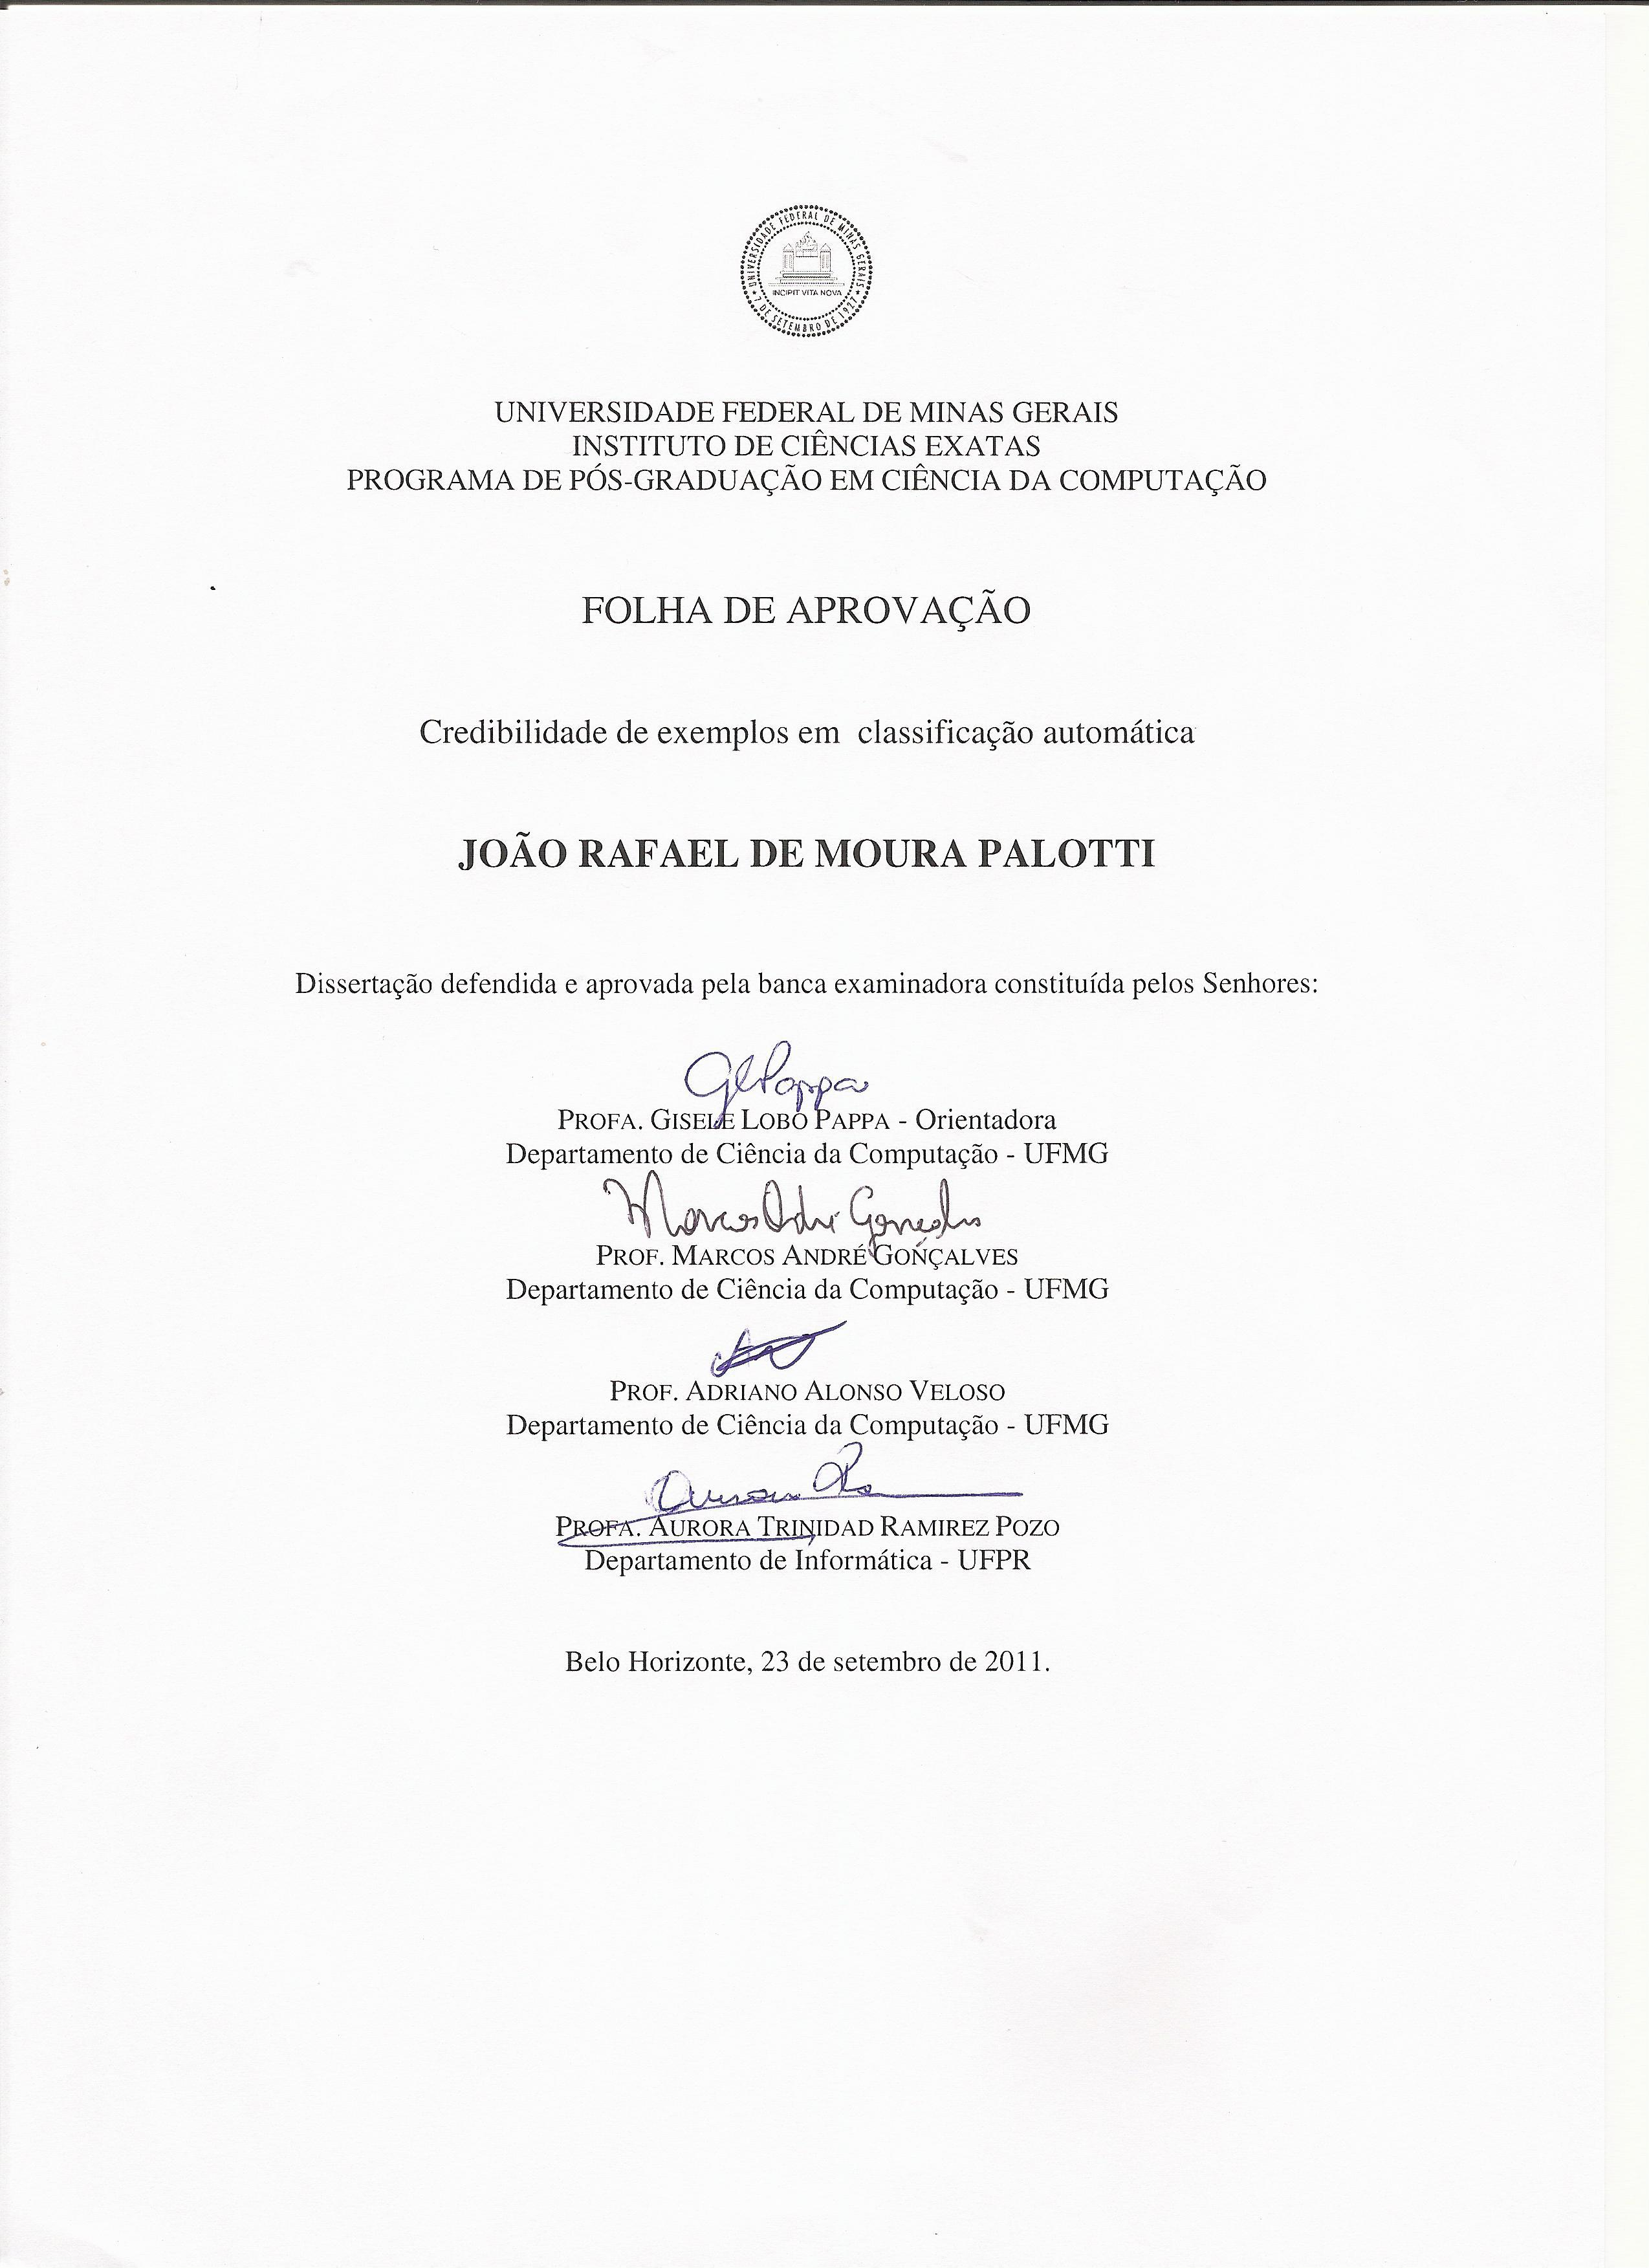 UNIVERSIDADE FEDERAL DE MINAS GERAIS
7 DE SETEMBRO DE 1927
INCIPIT VITA NOVA
UNIVERSIDADE FEDERAL DE MINAS GERAIS
INSTITUTO DE CIÊNCIAS EXATAS
PROGRAMA DE PÓS-GRADUAÇÃO EM CIÊNCIA DA COMPUTAÇÃO
FOLHA DE APROVAÇÃO
Credibilidade de exemplos em classificação automática
JOÃO RAFAEL DE MOURA PALOTTI
Dissertação defendida e aprovada pela banca examinadora constituída pelos Senhores:
GLPappa
PROFA. GISELE LOBO PAPPA - Orientadora
Departamento de Ciência da Computação - UFMG
Marcos André Gonçalves
PROF. MARCOS ANDRÉ GONÇALVES
Departamento de Ciência da Computação - UFMG
PROF. ADRIANO ALONSO VELOSO
Departamento de Ciência da Computação - UFMG
PROFA. AURORA TRINIDAD RAMIREZ POZO
Departamento de Informática - UFPR
Belo Horizonte, 23 de setembro de 2011.